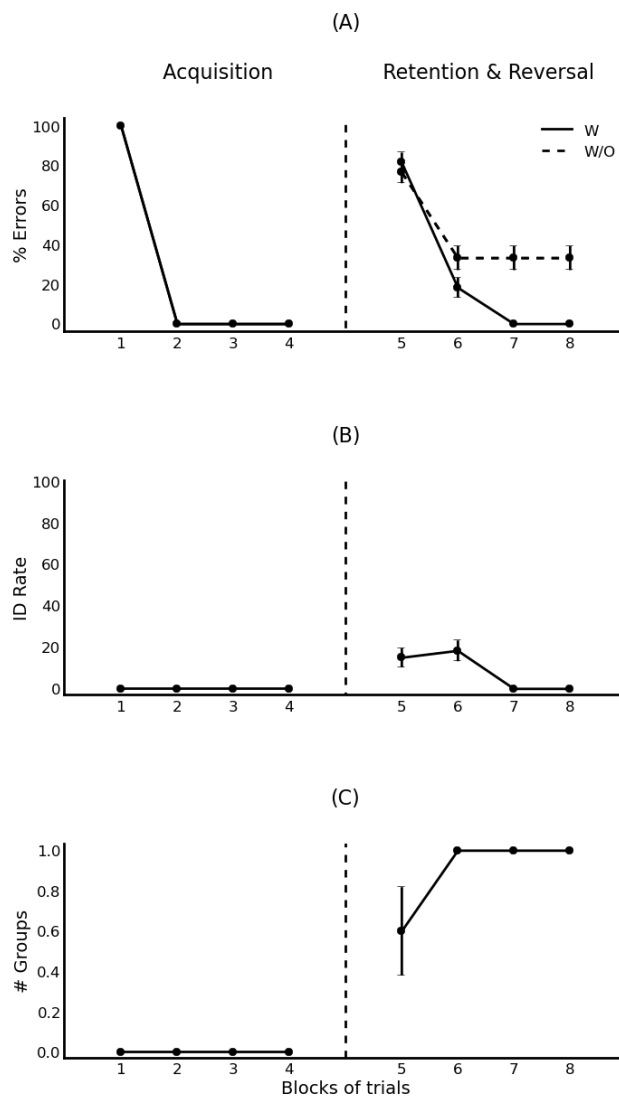 (A)
Acquisition Retention & Reversal
W
W/O
% Errors
100
80
60
40
20
0
1 2 3 4 5 6 7 8
(B)
ID Rate
100
80
60
40
20
0
1 2 3 4 5 6 7 8
(C)
# Groups
1.0
0.8
0.6
0.4
0.2
0.0
1 2 3 4 5 6 7 8
Blocks of trials